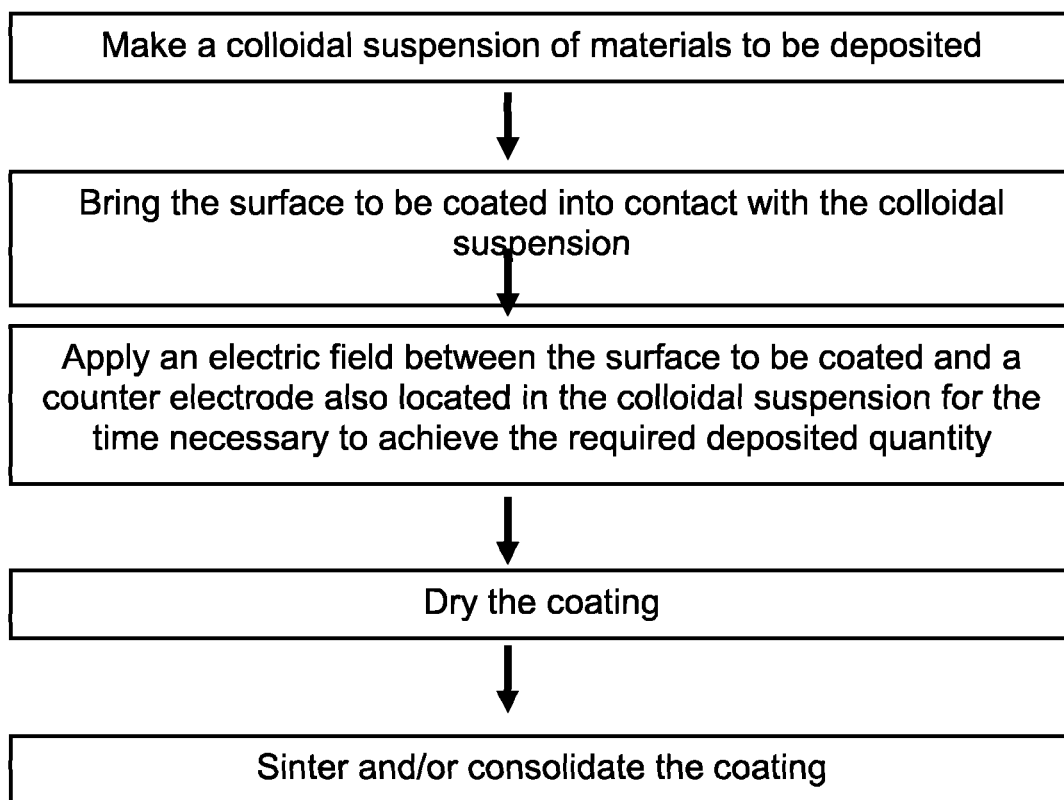 Make a colloidal suspension of materials to be deposited
Bring the surface to be coated into contact with the colloidal
suspension
Apply an electric field between the surface to be coated and a
counter electrode also located in the colloidal suspension for the
time necessary to achieve the required deposited quantity
Dry the coating
Sinter and/or consolidate the coating